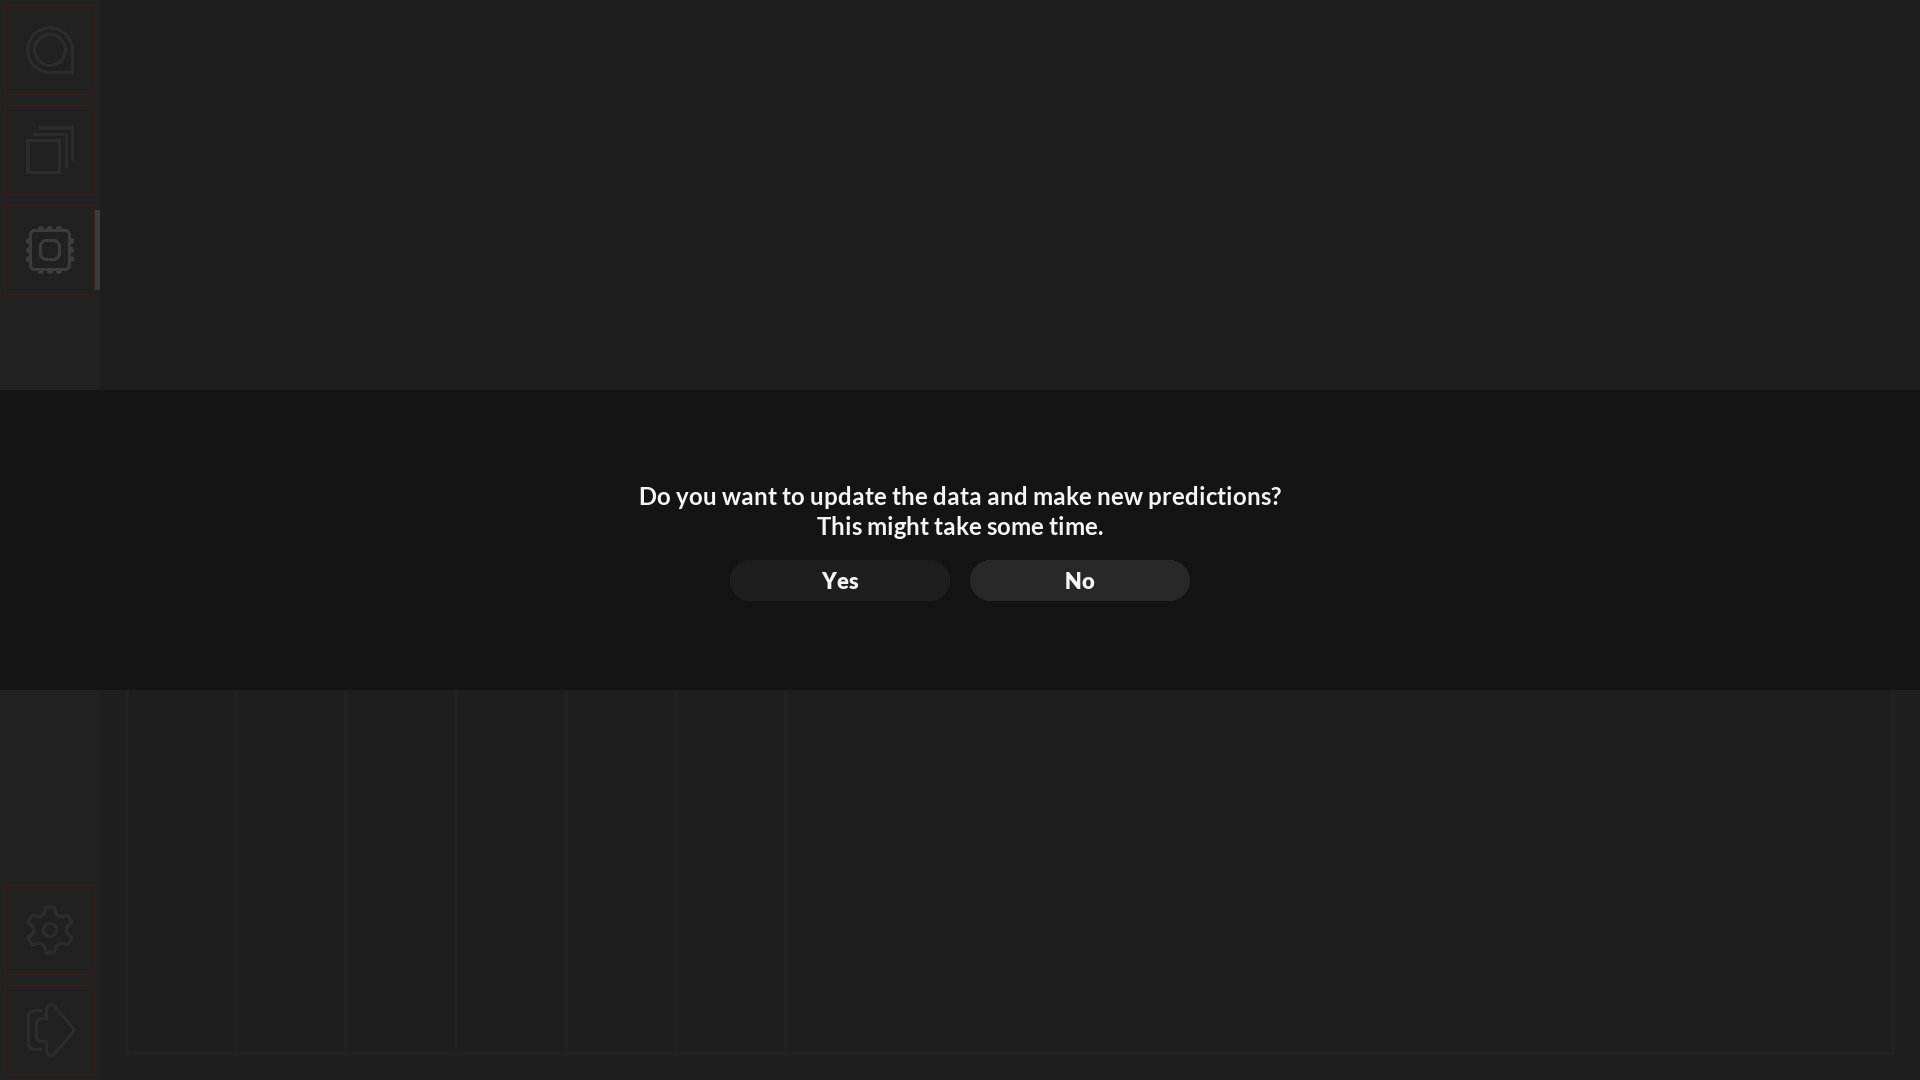 Do you want to update the data and make new predictions?
This might take some time.
Yes
No